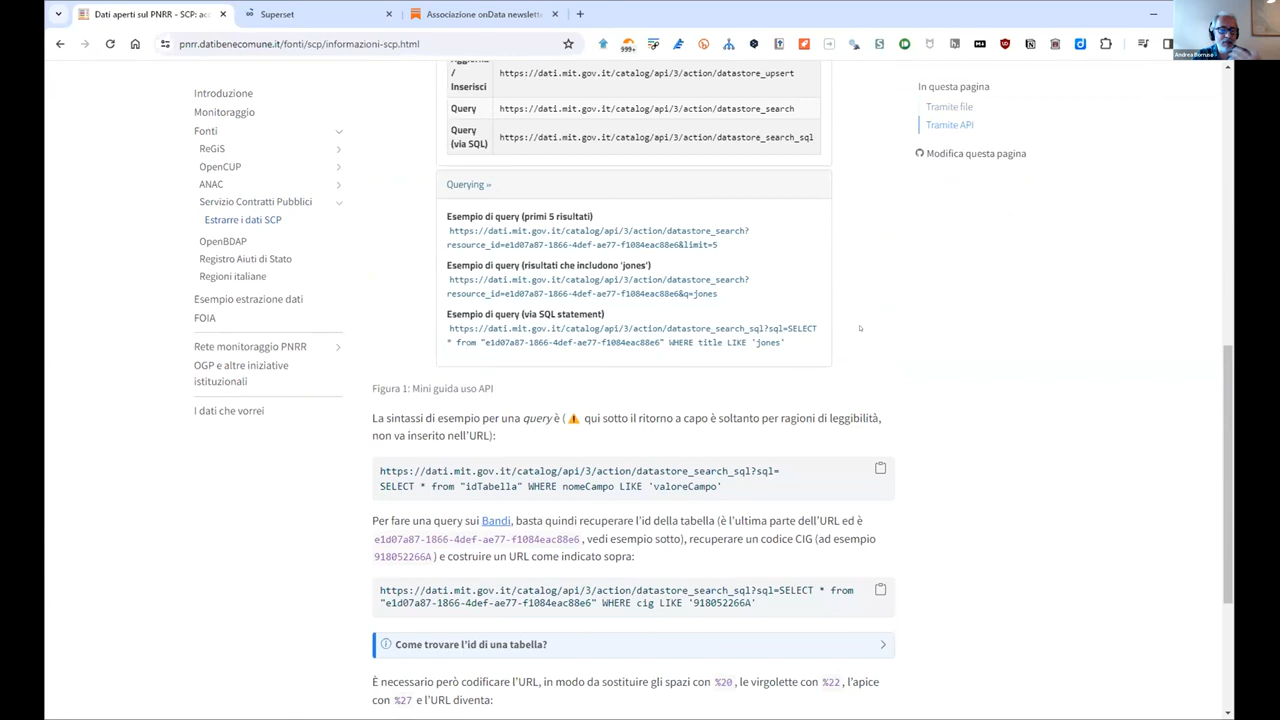 Dati aperti sul PNRR - SCP: acc
Superset
Associazione onData newslette
pnrr.datibenecomune.it/fonti/scp/informazioni-scp.html
999+
Andrea Borruso
Introduzione
Monitoraggio
Fonti
ReGiS
OpenCUP
ANAC
Servizio Contratti Pubblici
Estrarre i dati SCP
OpenBDAP
Registro Aiuti di Stato
Regioni italiane
Esempio estrazione dati
FOIA
Rete monitoraggio PNRR
OGP e altre iniziative
istituzionali
I dati che vorrei
/ https://dati.mit.gov.it/catalog/api/3/action/datastore_upsert
Inserisci
Query https://dati.mit.gov.it/catalog/api/3/action/datastore_search
Query
(via SQL) https://dati.mit.gov.it/catalog/api/3/action/datastore_search_sql
Querying »
Esempio di query (primi 5 risultati)
https://dati.mit.gov.it/catalog/api/3/action/datastore_search?
resource_id=e1d07a87-1866-4def-ae77-f1084eac88e6&limit=5
Esempio di query (risultati che includono 'jones')
https://dati.mit.gov.it/catalog/api/3/action/datastore_search?
resource_id=e1d07a87-1866-4def-ae77-f1084eac88e6&q=jones
Esempio di query (via SQL statement)
https://dati.mit.gov.it/catalog/api/3/action/datastore_search_sql?sql=SELECT
* from "e1d07a87-1866-4def-ae77-f1084eac88e6" WHERE title LIKE 'jones'
Figura 1: Mini guida uso API
La sintassi di esempio per una query è (⚠️ qui sotto il ritorno a capo è soltanto per ragioni di leggibilità,
non va inserito nell'URL):
https://dati.mit.gov.it/catalog/api/3/action/datastore_search_sql?sql=
SELECT * from "idTabella" WHERE nomeCampo LIKE 'valoreCampo'
Per fare una query sui Bandi, basta quindi recuperare l'id della tabella (è l'ultima parte dell'URL ed è
e1d07a87-1866-4def-ae77-f1084eac88e6, vedi esempio sotto), recuperare un codice CIG (ad esempio
918052266A) e costruire un URL come indicato sopra:
https://dati.mit.gov.it/catalog/api/3/action/datastore_search_sql?sql=SELECT * from
"e1d07a87-1866-4def-ae77-f1084eac88e6" WHERE cig LIKE '918052266A'
Come trovare l'id di una tabella?
È necessario però codificare l'URL, in modo da sostituire gli spazi con %20, le virgolette con %22, l'apice
con %27 e l'URL diventa:
In questa pagina
Tramite file
Tramite API
Modifica questa pagina